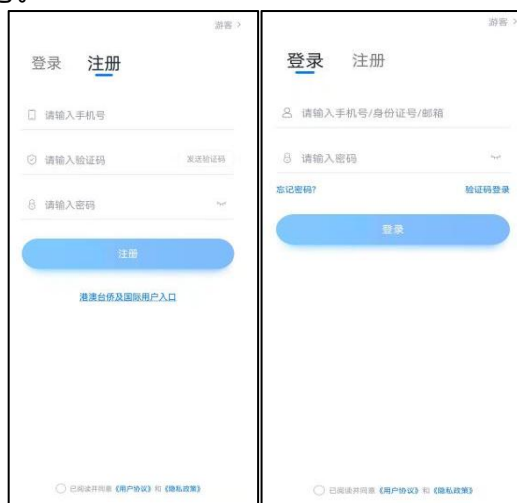 游客 >
登录 注册
请输入手机号
请输入验证码 发送验证码
请输入密码
注册
港澳台侨及国际用户入口
已阅读并同意《用户协议》和《隐私政策》
游客 >
登录 注册
请输入手机号/身份证号/邮箱
请输入密码
忘记密码? 验证码登录
登录
已阅读并同意《用户协议》和《隐私政策》